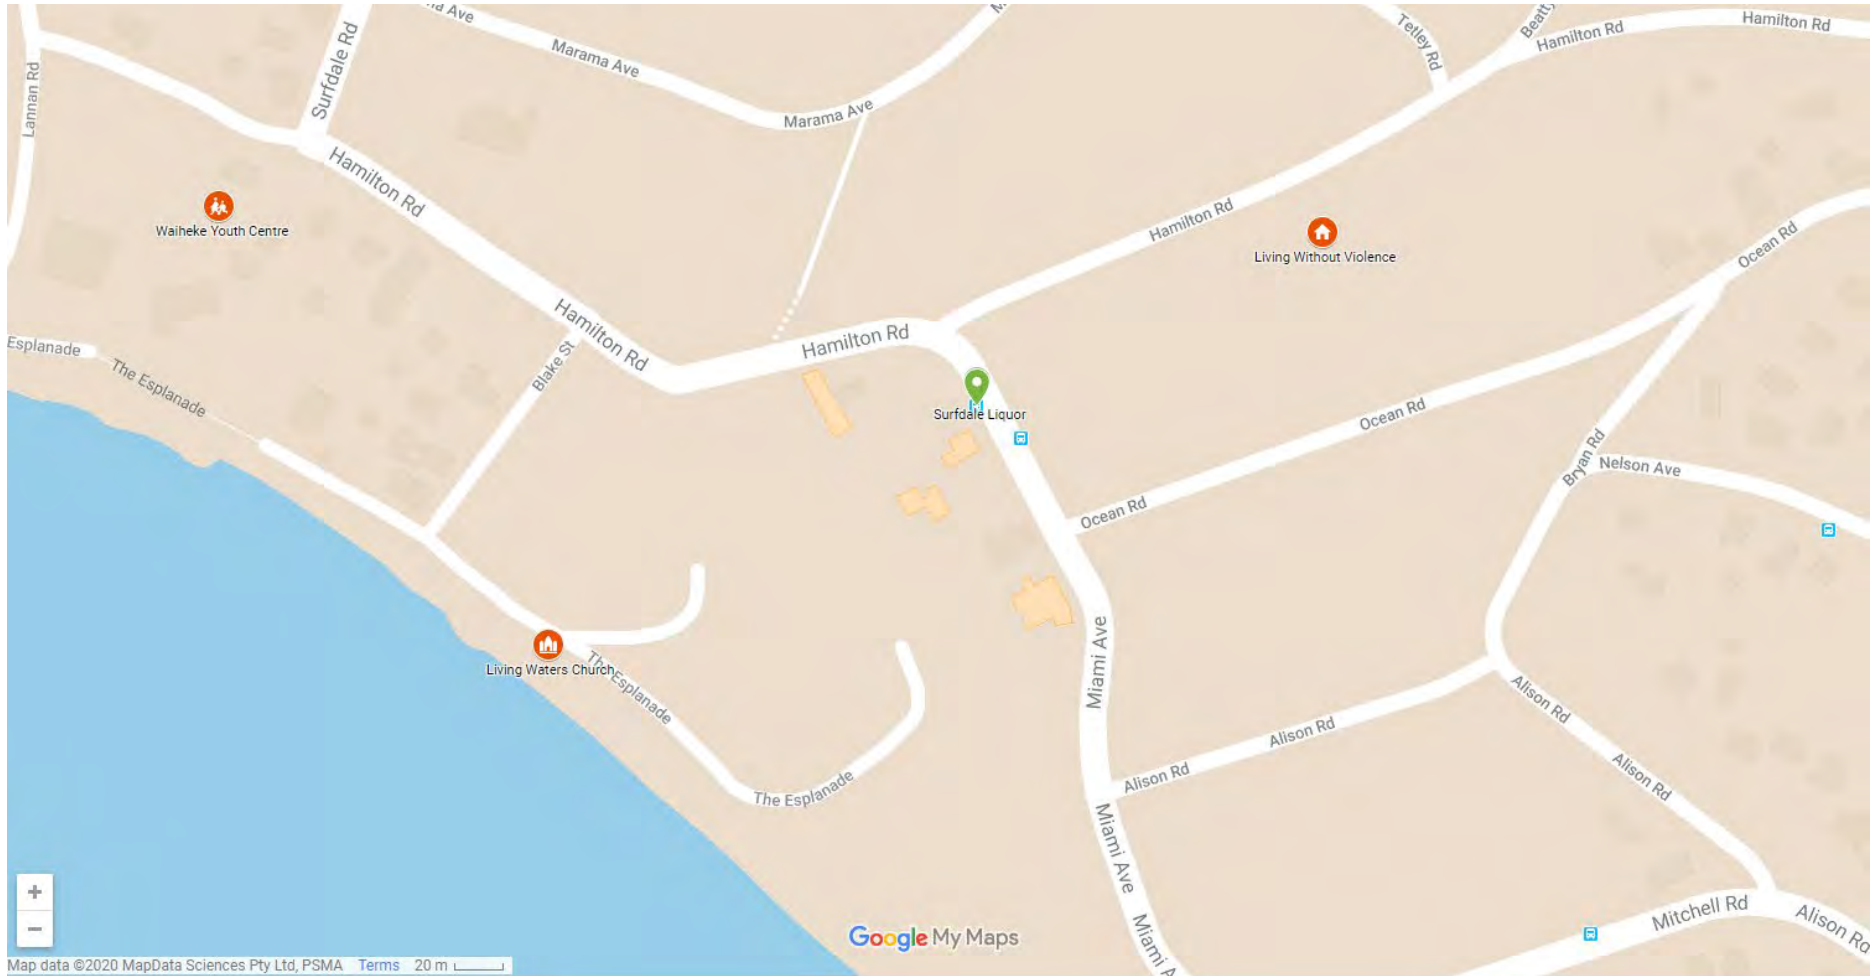 na Ave
Marama Ave
Marama Ave
Tetley Rd
Beatty
Hamilton Rd
Hamilton Rd
Lannan Rd
Surfdale Rd
Hamilton Rd
Waiheke Youth Centre
Hamilton Rd
Living Without Violence
Ocean Rd
Esplanade
The Esplanade
Hamilton Rd
Blake St
Hamilton Rd
Surfdale Liquor
Ocean Rd
Bryan Rd
Nelson Ave
Ocean Rd
Living Waters Church
The Esplanade
Miami Ave
Alison Rd
Alison Rd
Alison Rd
Alison Rd
The Esplanade
Miami Ave
Miami A
Mitchell Rd
Alison Rd
+
−
Google My Maps
Map data ©2020 MapData Sciences Pty Ltd, PSMA Terms 20 m